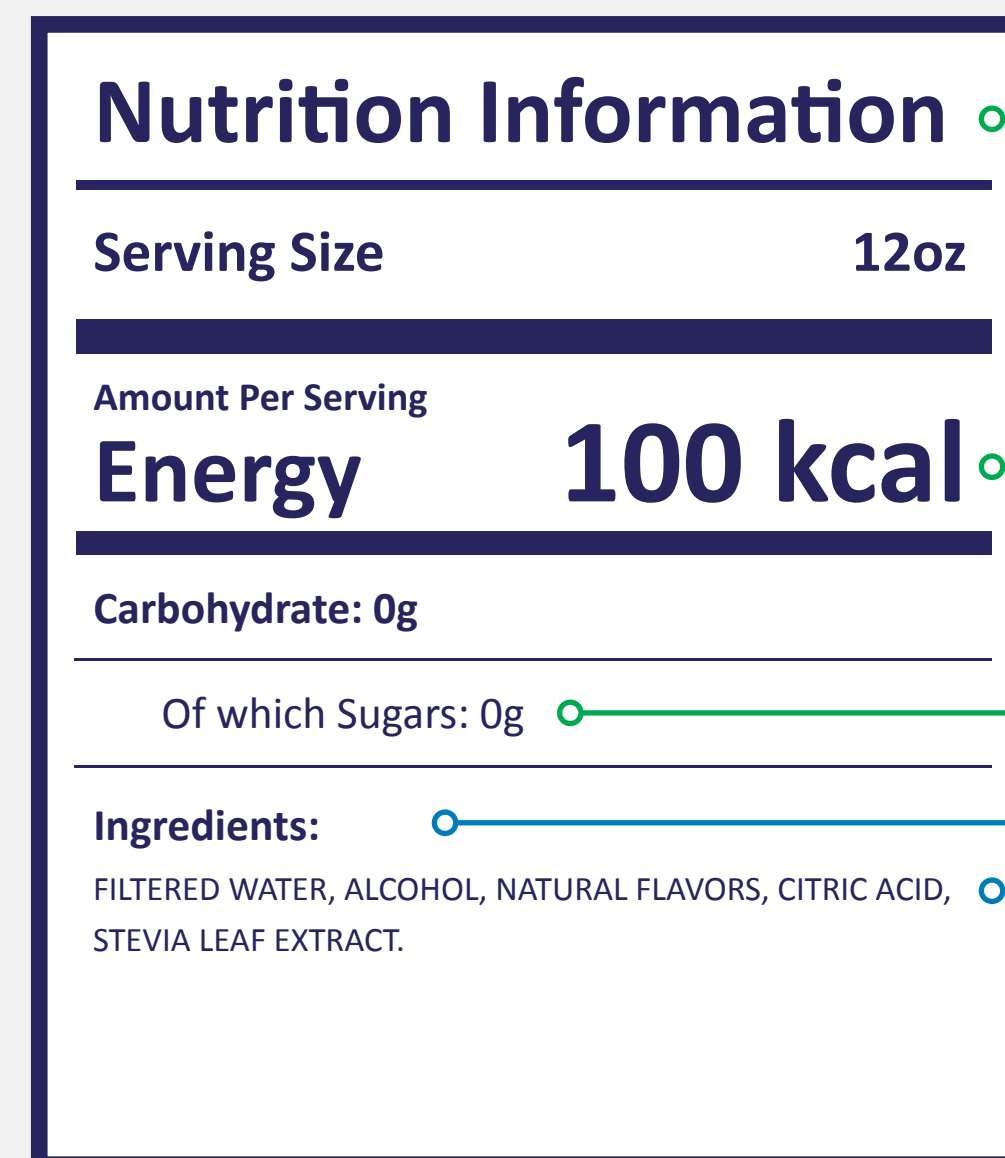 Nutrition Information
Serving Size 12oz
Amount Per Serving
Energy 100 kcal
Carbohydrate: 0g
Of which Sugars: 0g
Ingredients:
FILTERED WATER, ALCOHOL, NATURAL FLAVORS, CITRIC ACID,
STEVIA LEAF EXTRACT.